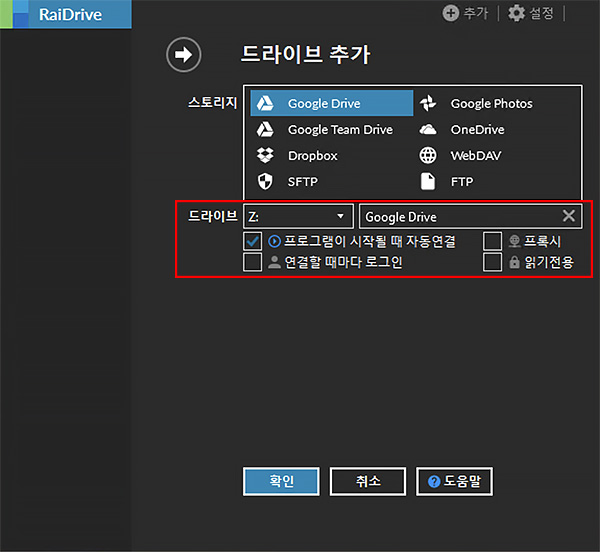 RaiDrive
추가 설정
드라이브 추가
스토리지
Google Drive Google Photos
Google Team Drive OneDrive
Dropbox WebDAV
SFTP FTP
드라이브 Z: Google Drive
프로그램이 시작될 때 자동연결 프록시
연결할 때마다 로그인 읽기전용
확인 취소 ? 도움말